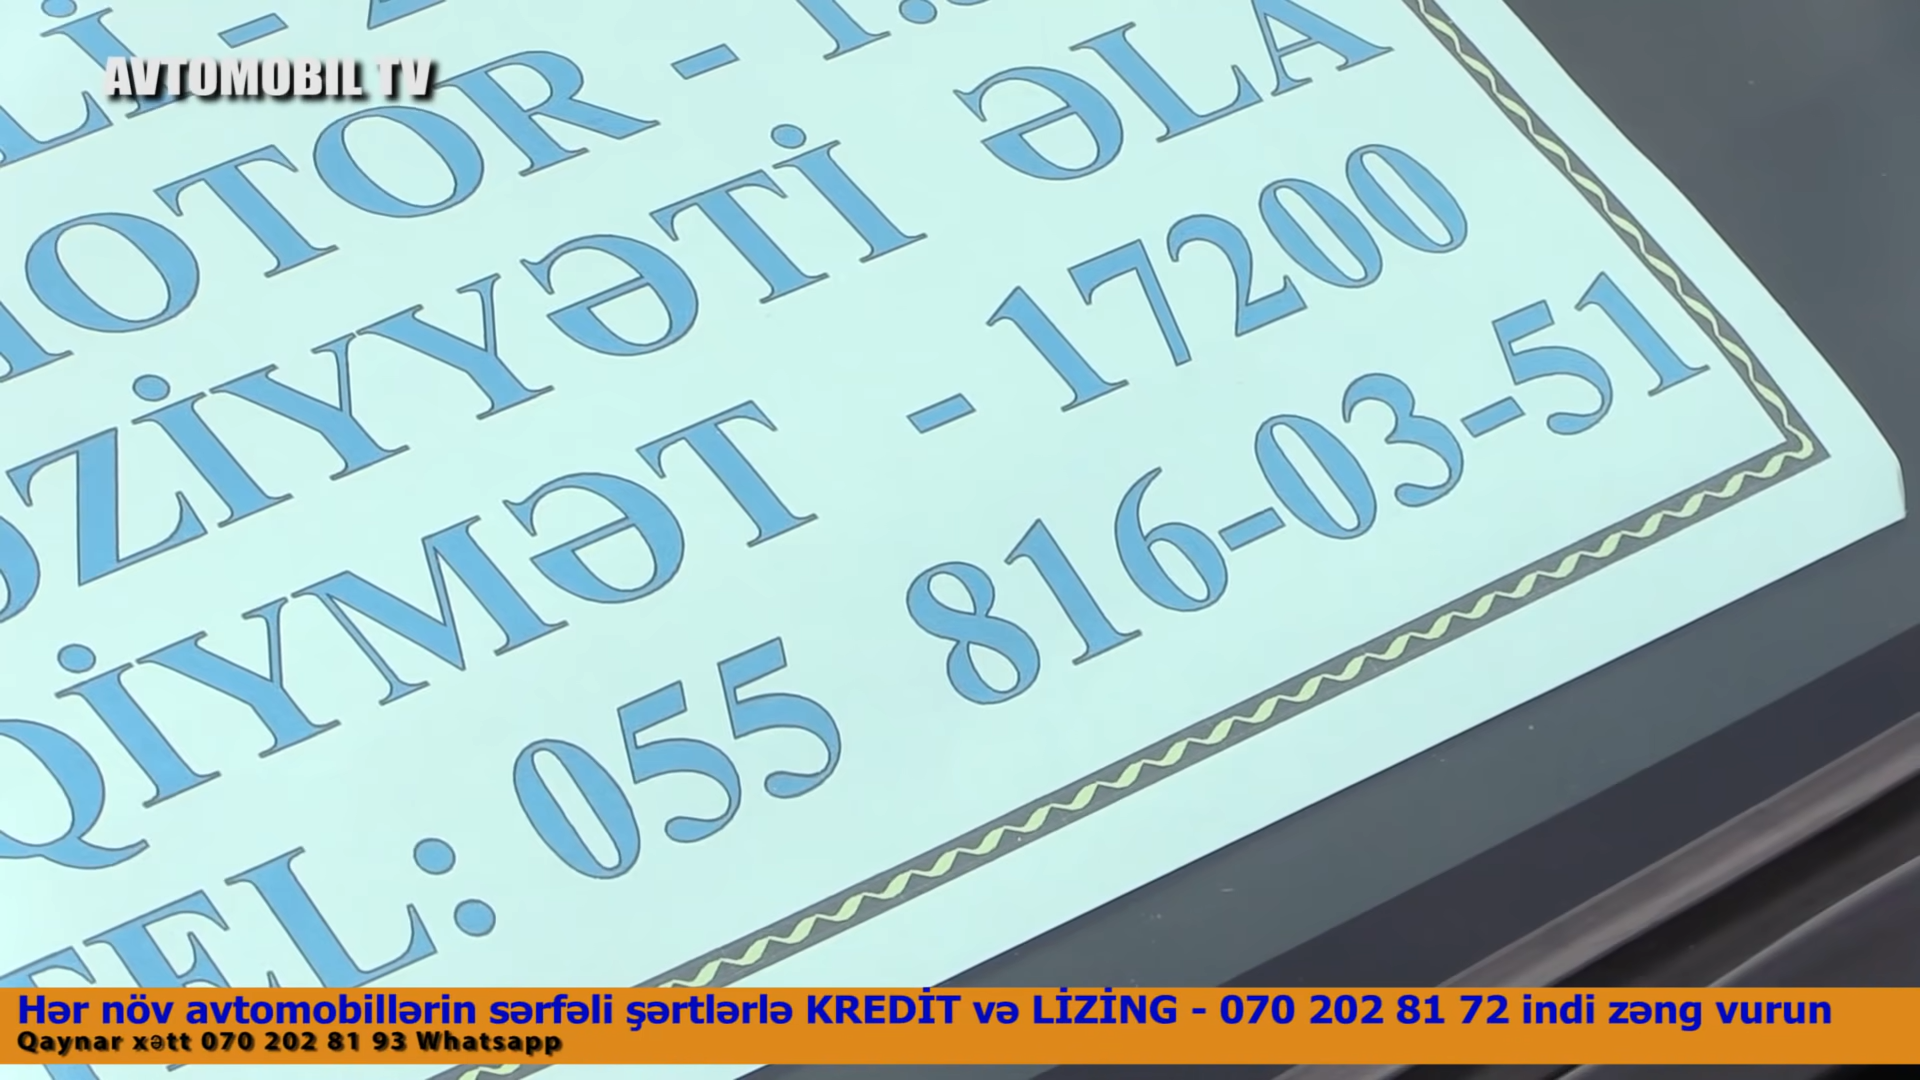 AVTOMOBIL TV
MOTOR - 1.
VƏZİYYƏTİ ƏLA
QİYMƏT - 17200
TEL: 055 816-03-51
Hər növ avtomobillərin sərfəli şərtlərlə KREDİT və LİZİNG - 070 202 81 72 indi zəng vurun
Qaynar xətt 070 202 81 93 Whatsapp